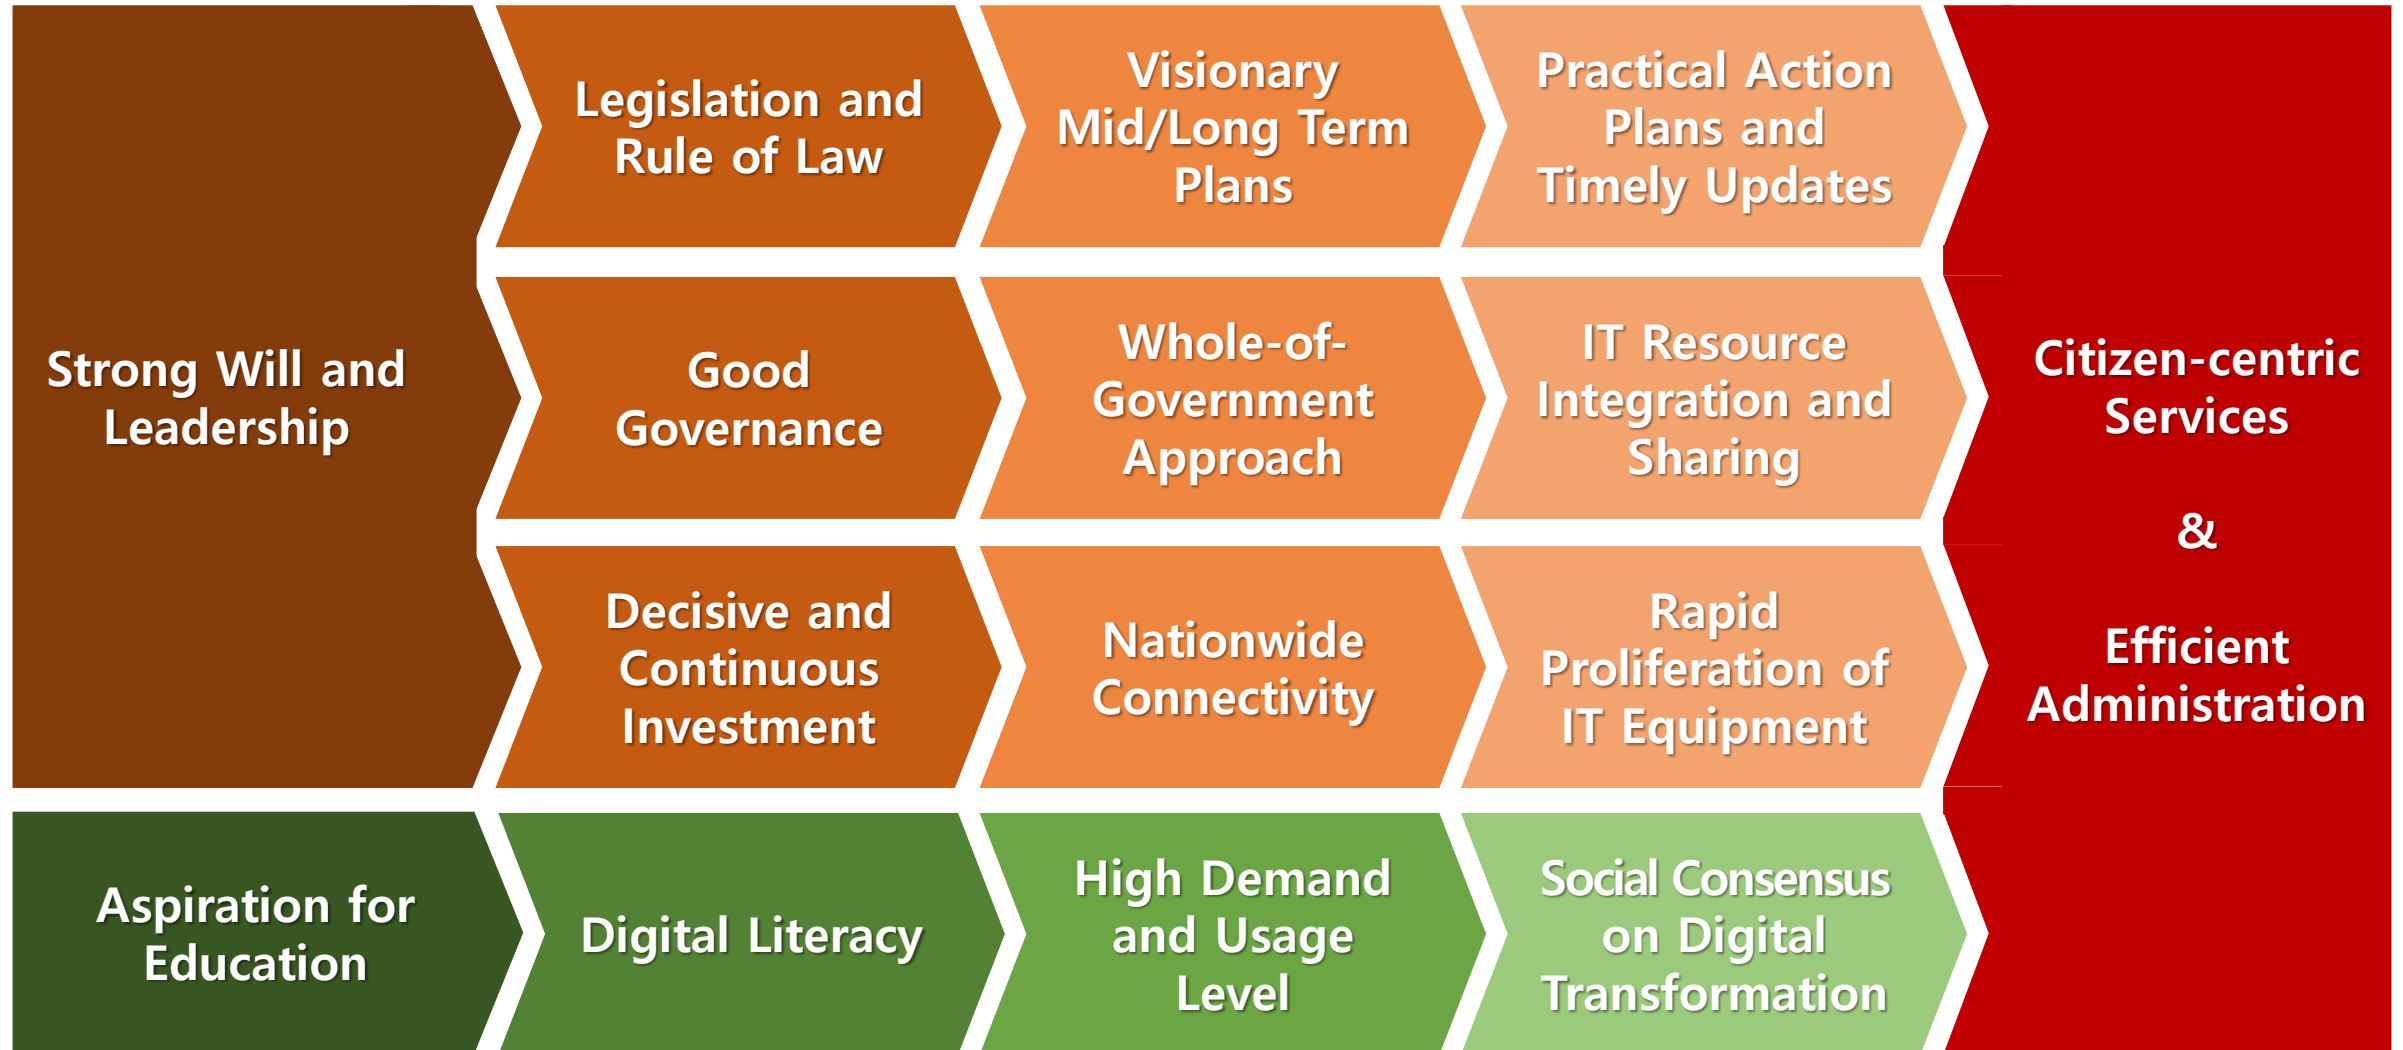 Strong Will and
Leadership
Legislation and
Rule of Law
Visionary
Mid/Long Term
Plans
Practical Action
Plans and
Timely Updates
Good
Governance
Whole-of-
Government
Approach
IT Resource
Integration and
Sharing
Decisive and
Continuous
Investment
Nationwide
Connectivity
Rapid
Proliferation of
IT Equipment
Aspiration for
Education
Digital Literacy
High Demand
and Usage
Level
Social Consensus
on Digital
Transformation
Citizen-centric
Services
&
Efficient
Administration